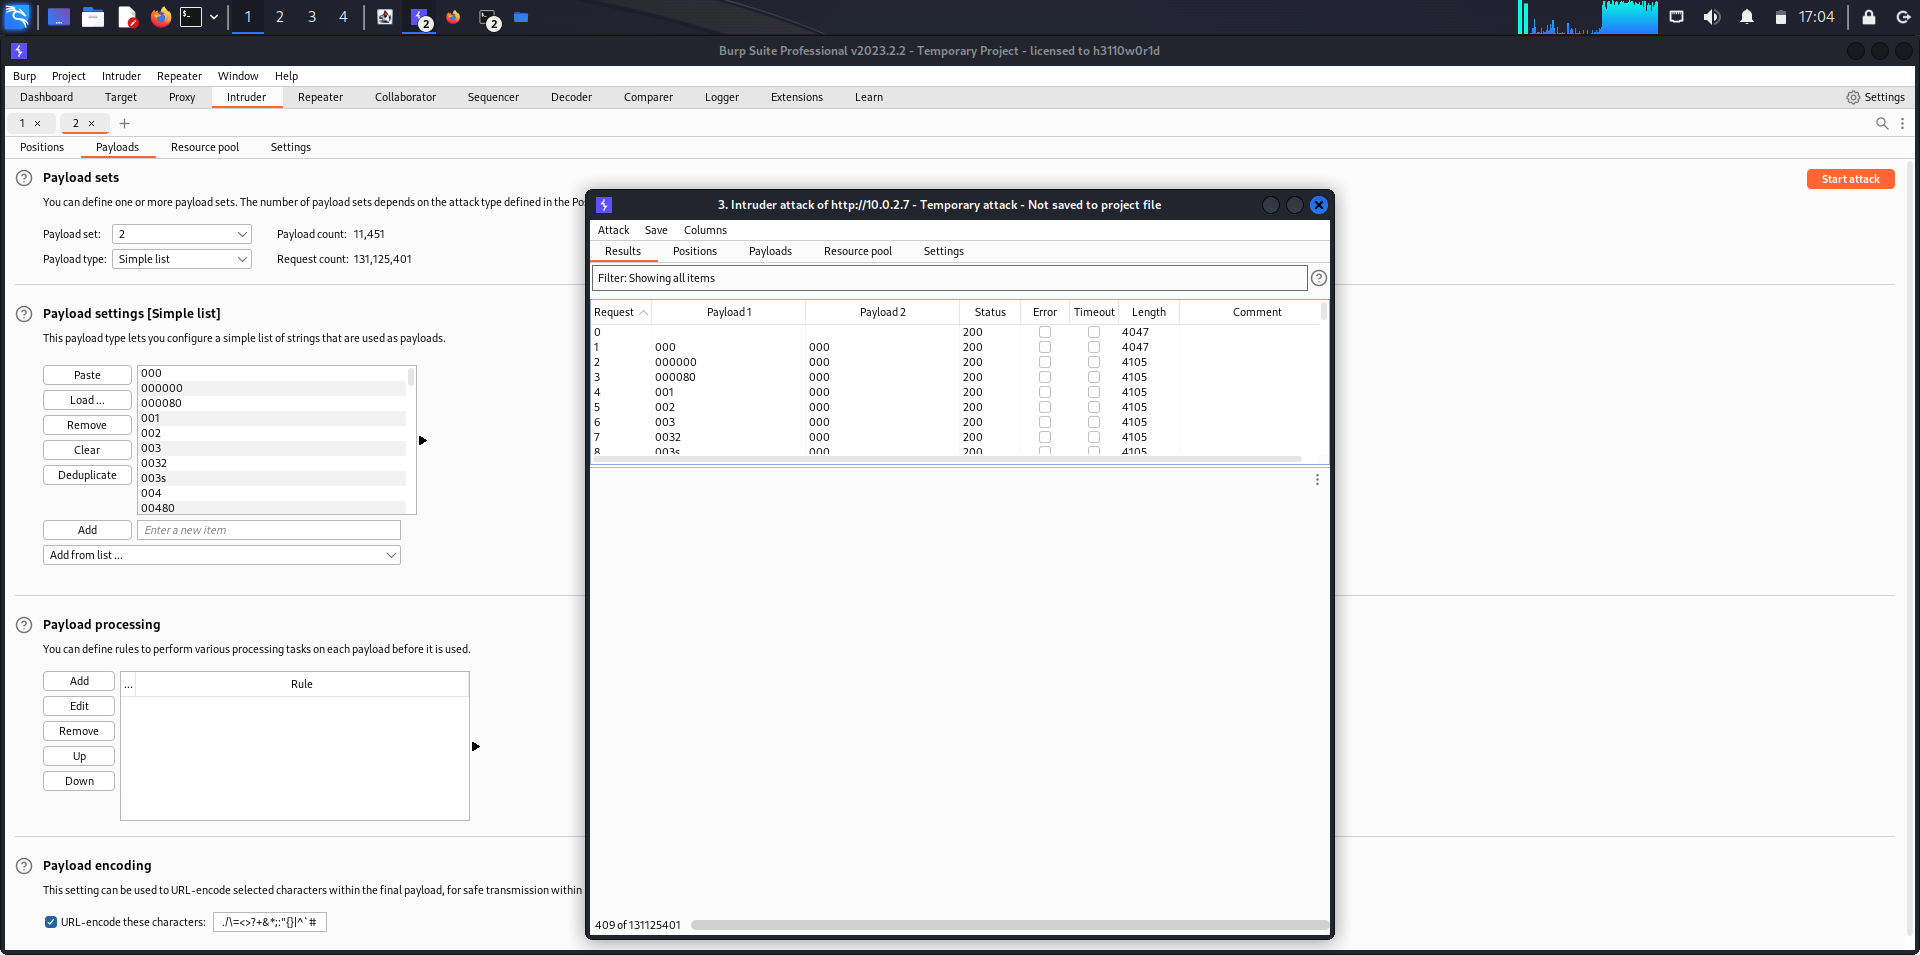 1 2 3 4 2 2 17:04
Burp Suite Professional v2023.2.2 - Temporary Project - licensed to h3110w0r1d
Burp Project Intruder Repeater Window Help
Dashboard Target Proxy Intruder Repeater Collaborator Sequencer Decoder Comparer Logger Extensions Learn Settings
1 × 2 × +
Positions Payloads Resource pool Settings
? Payload sets
Start attack
You can define one or more payload sets. The number of payload sets depends on the attack type defined in the Po
Payload set: 2 Payload count: 11,451
Payload type: Simple list Request count: 131,125,401
? Payload settings [Simple list]
This payload type lets you configure a simple list of strings that are used as payloads.
Paste
Load ...
Remove
Clear
Deduplicate
000
000000
000080
001
002
003
0032
003s
004
00480
Add Enter a new item
Add from list ...
? Payload processing
You can define rules to perform various processing tasks on each payload before it is used.
Add
Edit
Remove
Up
Down
... Rule
? Payload encoding
This setting can be used to URL-encode selected characters within the final payload, for safe transmission within
URL-encode these characters: ./\=<>?+&*;:"{}|^`#
3. Intruder attack of http://10.0.2.7 - Temporary attack - Not saved to project file
Attack Save Columns
Results Positions Payloads Resource pool Settings
Filter: Showing all items ?
Request Payload 1 Payload 2 Status Error Timeout Length Comment
0 200 4047
1 000 000 200 4047
2 000000 000 200 4105
3 000080 000 200 4105
4 001 000 200 4105
5 002 000 200 4105
6 003 000 200 4105
7 0032 000 200 4105
8 003s 000 200 4105
409 of 131125401